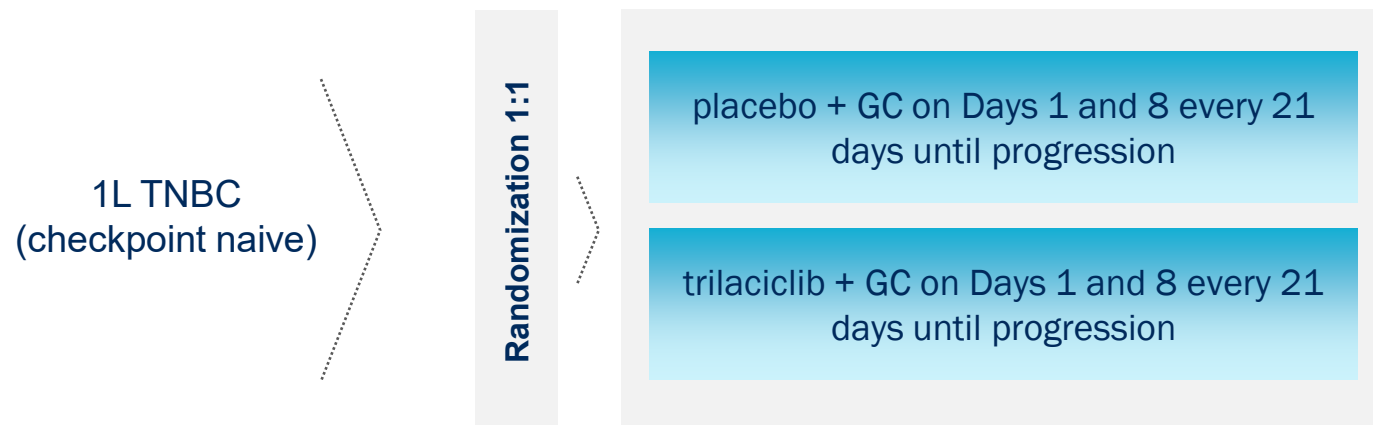 1L TNBC
(checkpoint naive)
Randomization 1:1
placebo + GC on Days 1 and 8 every 21
days until progression
trilaciclib + GC on Days 1 and 8 every 21
days until progression